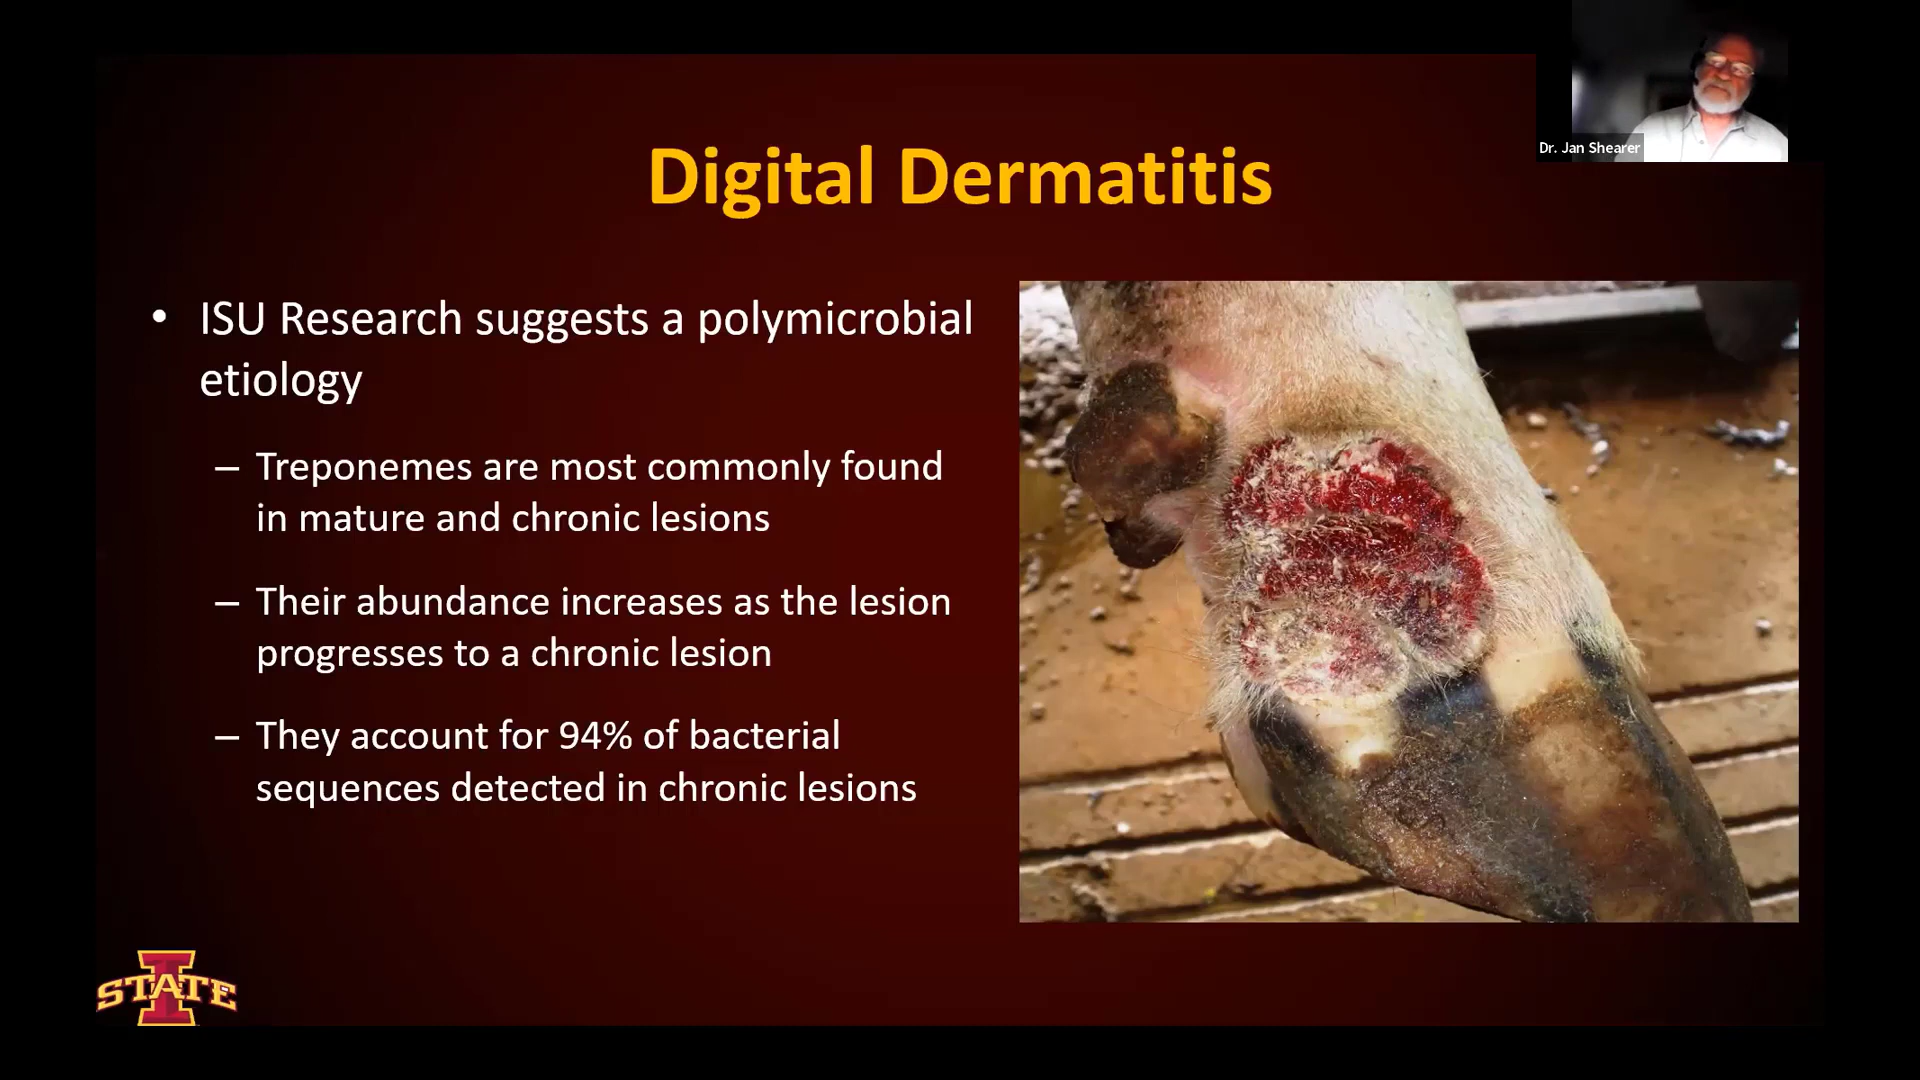 Dr. Jan Shearer
Digital Dermatitis
• ISU Research suggests a polymicrobial
etiology
– Treponemes are most commonly found
in mature and chronic lesions
– Their abundance increases as the lesion
progresses to a chronic lesion
– They account for 94% of bacterial
sequences detected in chronic lesions
I STATE